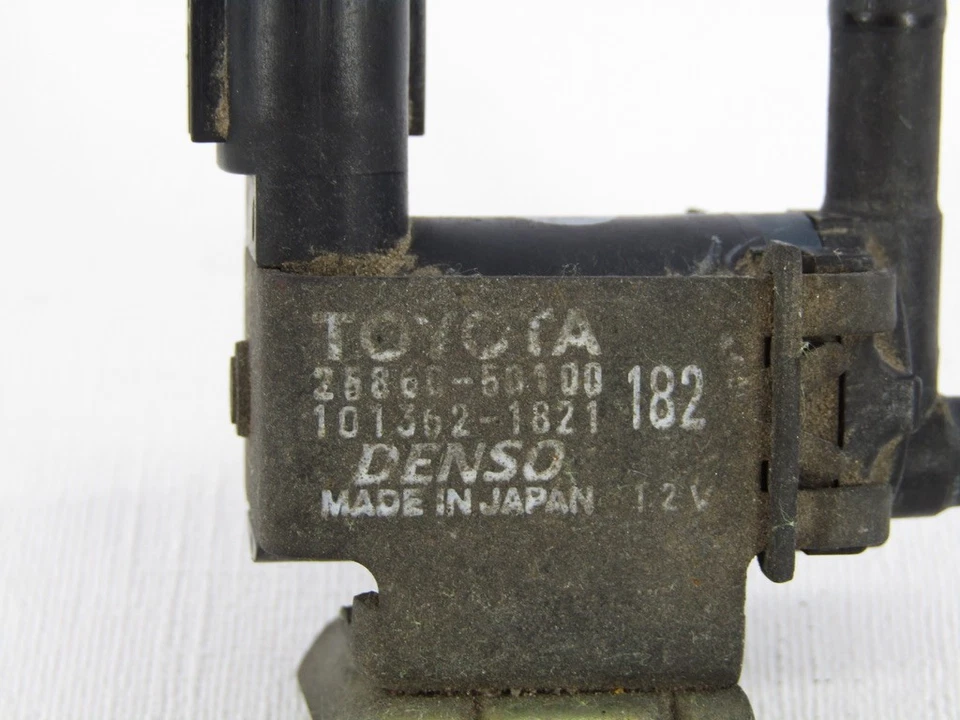 TOYOTA
25860-50100
101362-1821 182
DENSO
MADE IN JAPAN 12V